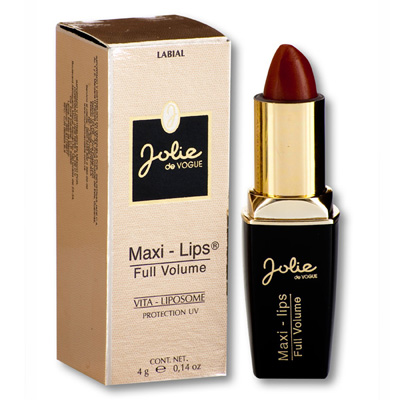 LABIAL
Jolie
de VOGUE
Maxi - Lips®
Full Volume
VITA - LIPOSOME
PROTECTION UV
CONT. NET.
4 g e 0,14 oz
Jolie
de VOGUE
Maxi - lips
Full Volume